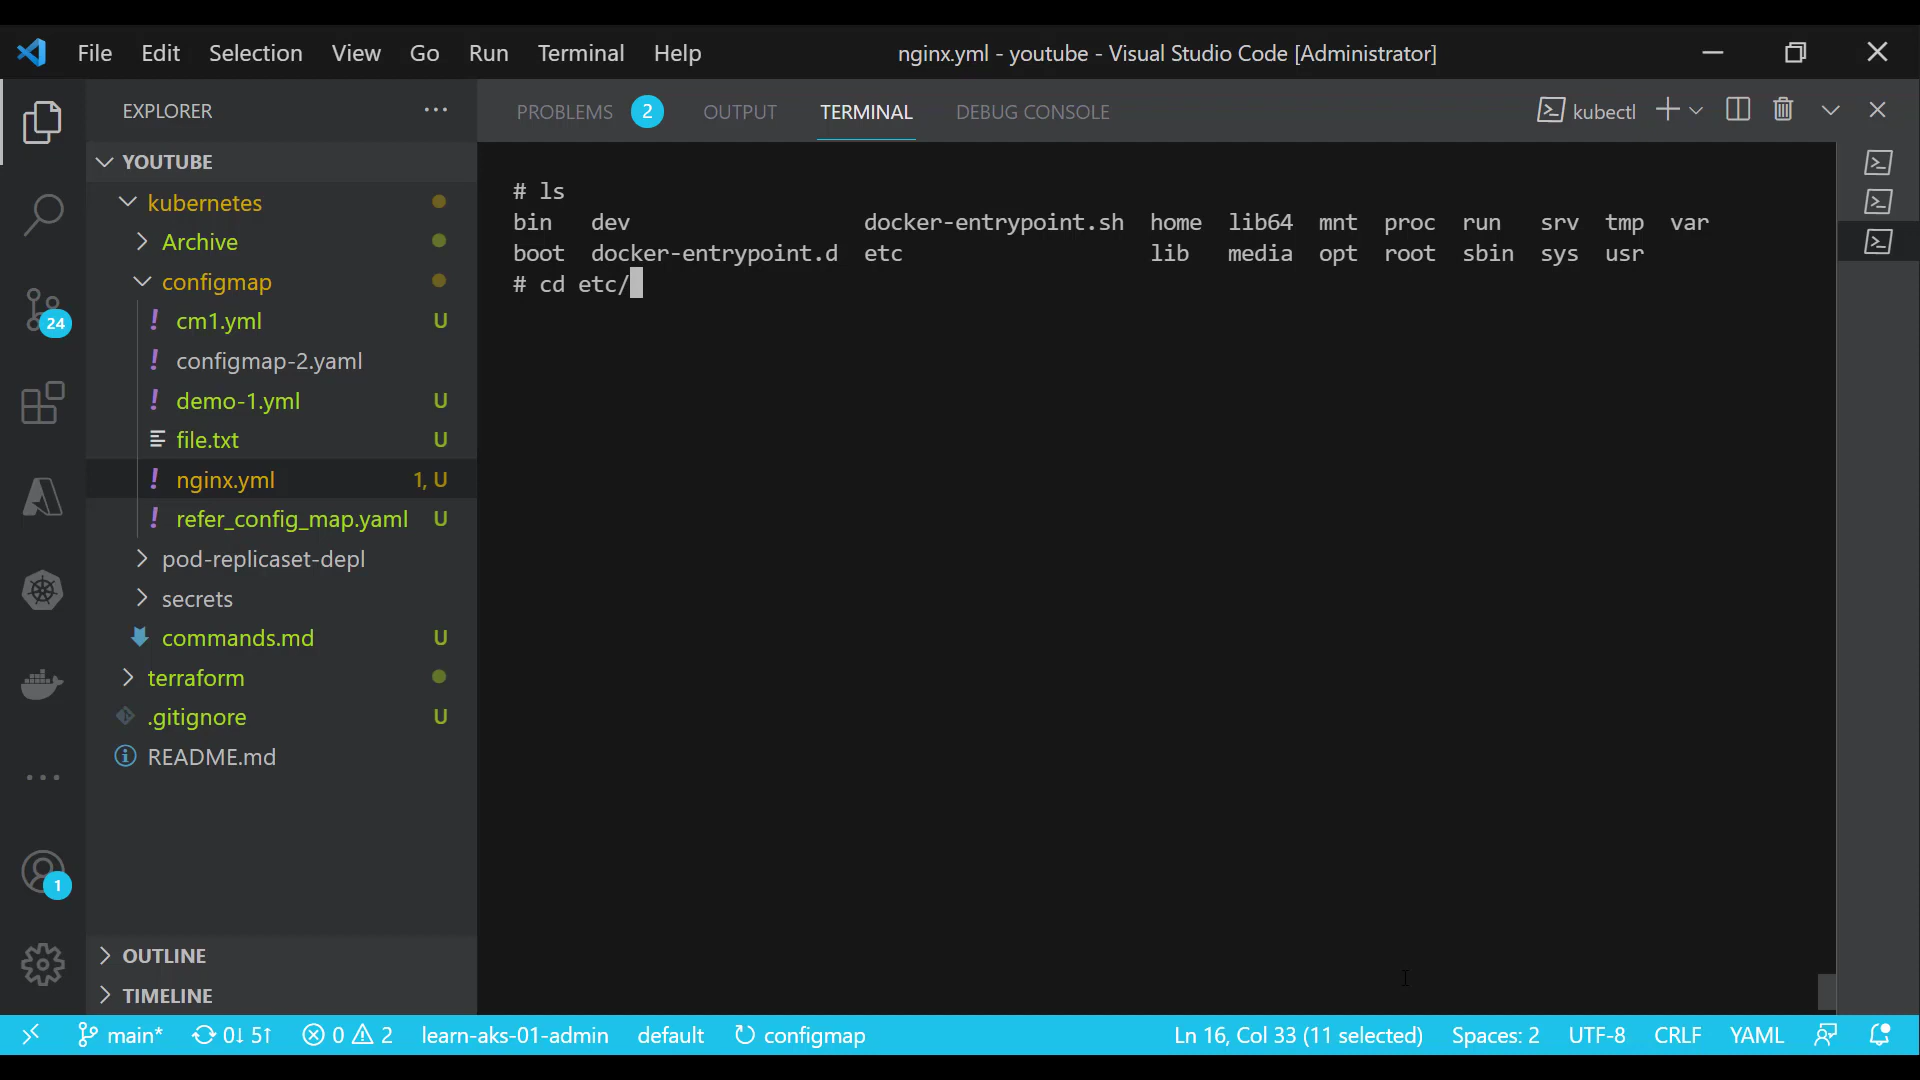 File Edit Selection View Go Run Terminal Help nginx.yml - youtube - Visual Studio Code [Administrator]
EXPLORER ...
PROBLEMS 2 OUTPUT TERMINAL DEBUG CONSOLE kubectl
YOUTUBE
kubernetes
Archive
configmap
! cm1.yml U
! configmap-2.yaml
! demo-1.yml U
file.txt U
! nginx.yml 1, U
! refer_config_map.yaml U
pod-replicaset-depl
secrets
commands.md U
terraform
.gitignore U
README.md
OUTLINE
TIMELINE
24
1
# ls
bin dev docker-entrypoint.sh home lib64 mnt proc run srv tmp var
boot docker-entrypoint.d etc lib media opt root sbin sys usr
# cd etc/
main* 0↓ 5↑ 0 2 learn-aks-01-admin default configmap Ln 16, Col 33 (11 selected) Spaces: 2 UTF-8 CRLF YAML